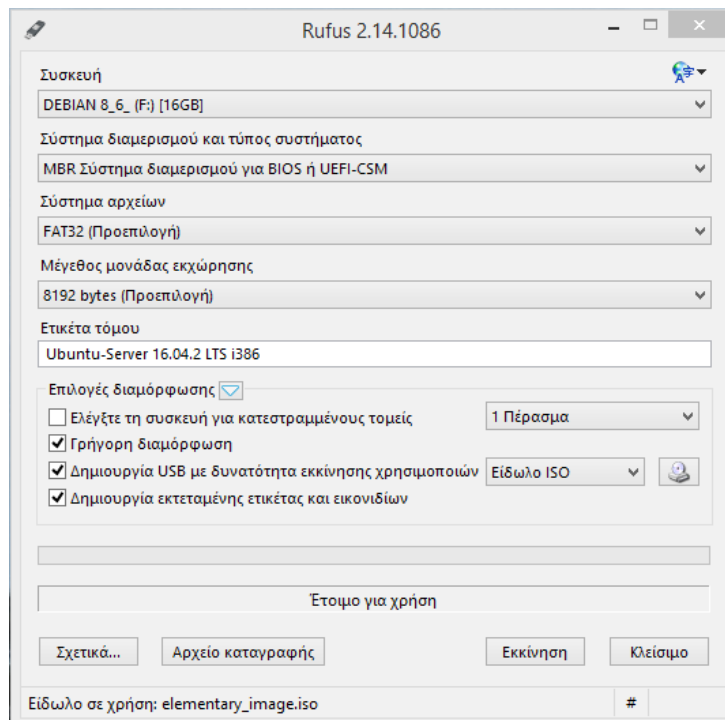 Rufus 2.14.1086
Συσκευή
DEBIAN 8_6_ (F:) [16GB]
Σύστημα διαμερισμού και τύπος συστήματος
MBR Σύστημα διαμερισμού για BIOS ή UEFI-CSM
Σύστημα αρχείων
FAT32 (Προεπιλογή)
Μέγεθος μονάδας εκχώρησης
8192 bytes (Προεπιλογή)
Ετικέτα τόμου
Ubuntu-Server 16.04.2 LTS i386
Επιλογές διαμόρφωσης
Ελέγξτε τη συσκευή για κατεστραμμένους τομείς 1 Πέρασμα
Γρήγορη διαμόρφωση
Δημιουργία USB με δυνατότητα εκκίνησης χρησιμοποιών Είδωλο ISO
Δημιουργία εκτεταμένης ετικέτας και εικονιδίων
Έτοιμο για χρήση
Σχετικά... Αρχείο καταγραφής Εκκίνηση Κλείσιμο
Είδωλο σε χρήση: elementary_image.iso #